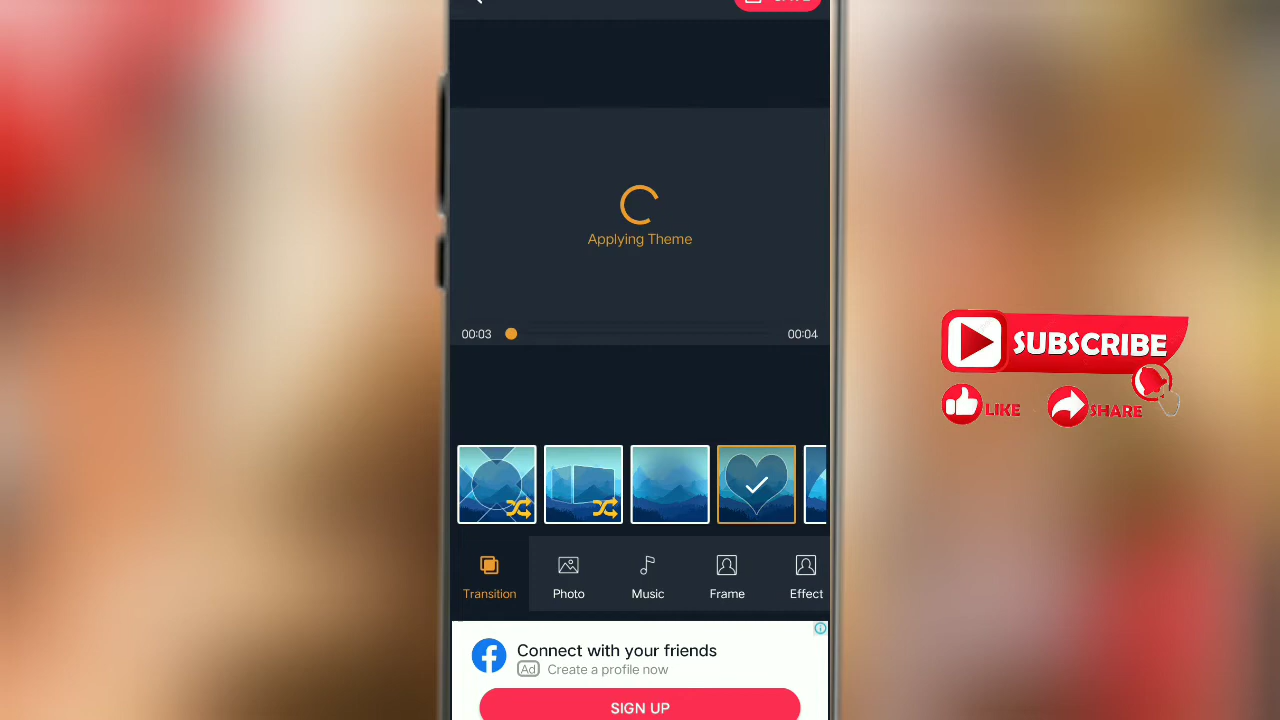 Applying Theme
00:03
00:04
SUBSCRIBE
LIKE
SHARE
Transition
Photo
Music
Frame
Effect
Connect with your friends
Ad
Create a profile now
SIGN UP